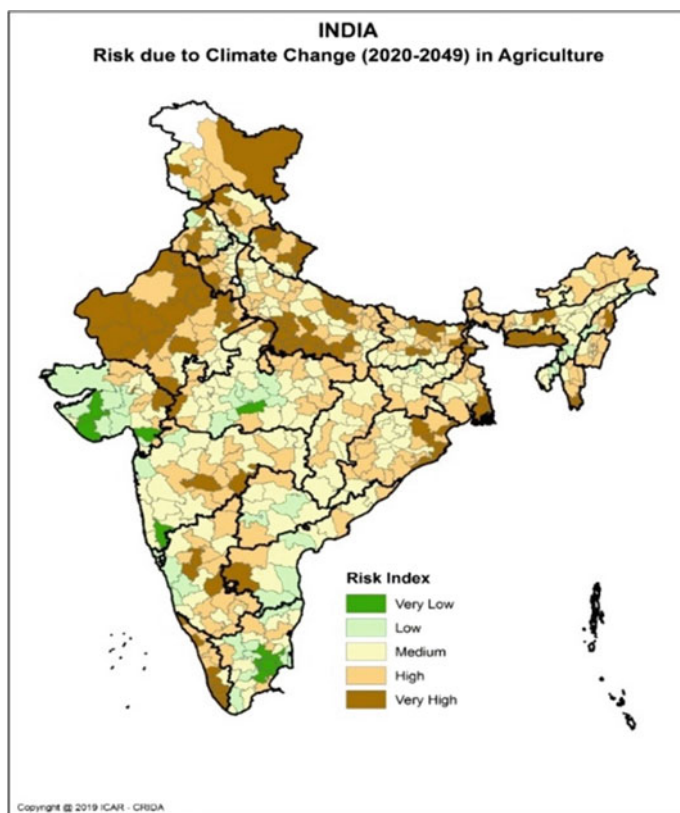 INDIA
Risk due to Climate Change (2020-2049) in Agriculture
Risk Index
Very Low
Low
Medium
High
Very High
Copyright @ 2019 ICAR - CRIDA